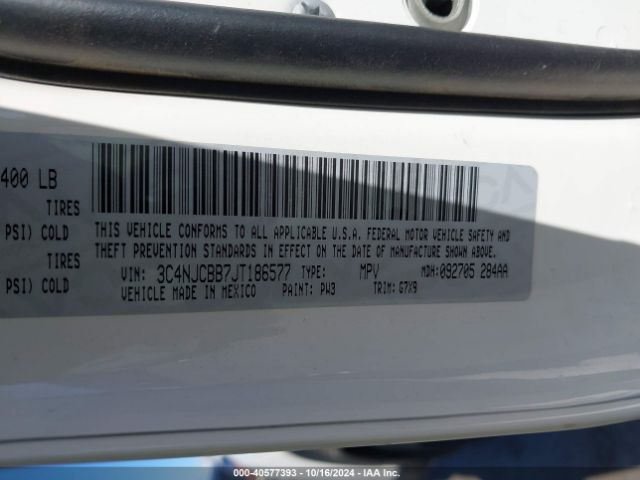 400 LB
TIRES
PSI) COLD
TIRES
PSI) COLD
PSI) COLD
THIS VEHICLE CONFORMS TO ALL APPLICABLE U.S.A. FEDERAL MOTOR VEHICLE SAFETY AND
THEFT PREVENTION STANDARDS IN EFFECT ON THE DATE OF MANUFACTURE SHOWN ABOVE.
VIN: 3C4NJCBB7JT186577 TYPE: MPV MDH: 092705 284AA
VEHICLE MADE IN MEXICO PAINT: PW3 TRIM: G7X9
000-40577393 - 10/16/2024 - IAA Inc.